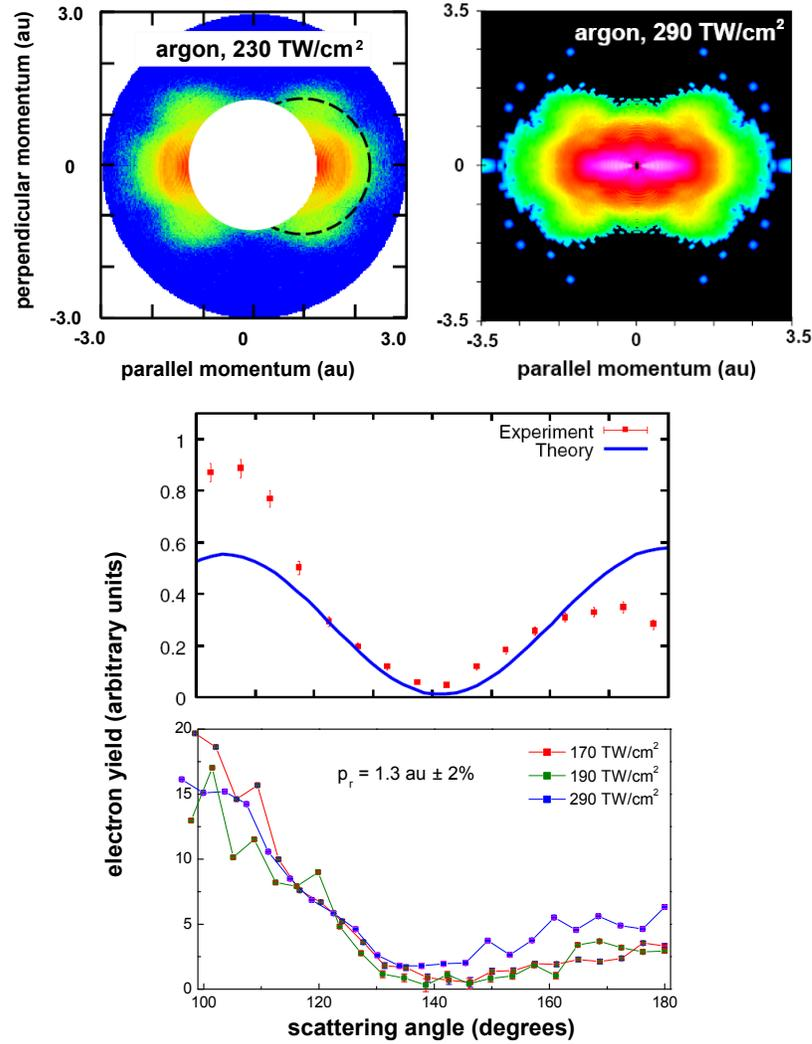 argon, 230 TW/cm²
perpendicular momentum (au)
3.0
0
-3.0
-3.0
0
3.0
parallel momentum (au)
argon, 290 TW/cm²
3.5
0
-3.5
-3.5
0
3.5
parallel momentum (au)
electron yield (arbitrary units)
1
0.8
0.6
0.4
0.2
0
Experiment
Theory
20
15
10
5
0
p_r = 1.3 au ± 2%
170 TW/cm²
190 TW/cm²
290 TW/cm²
100
120
140
160
180
scattering angle (degrees)